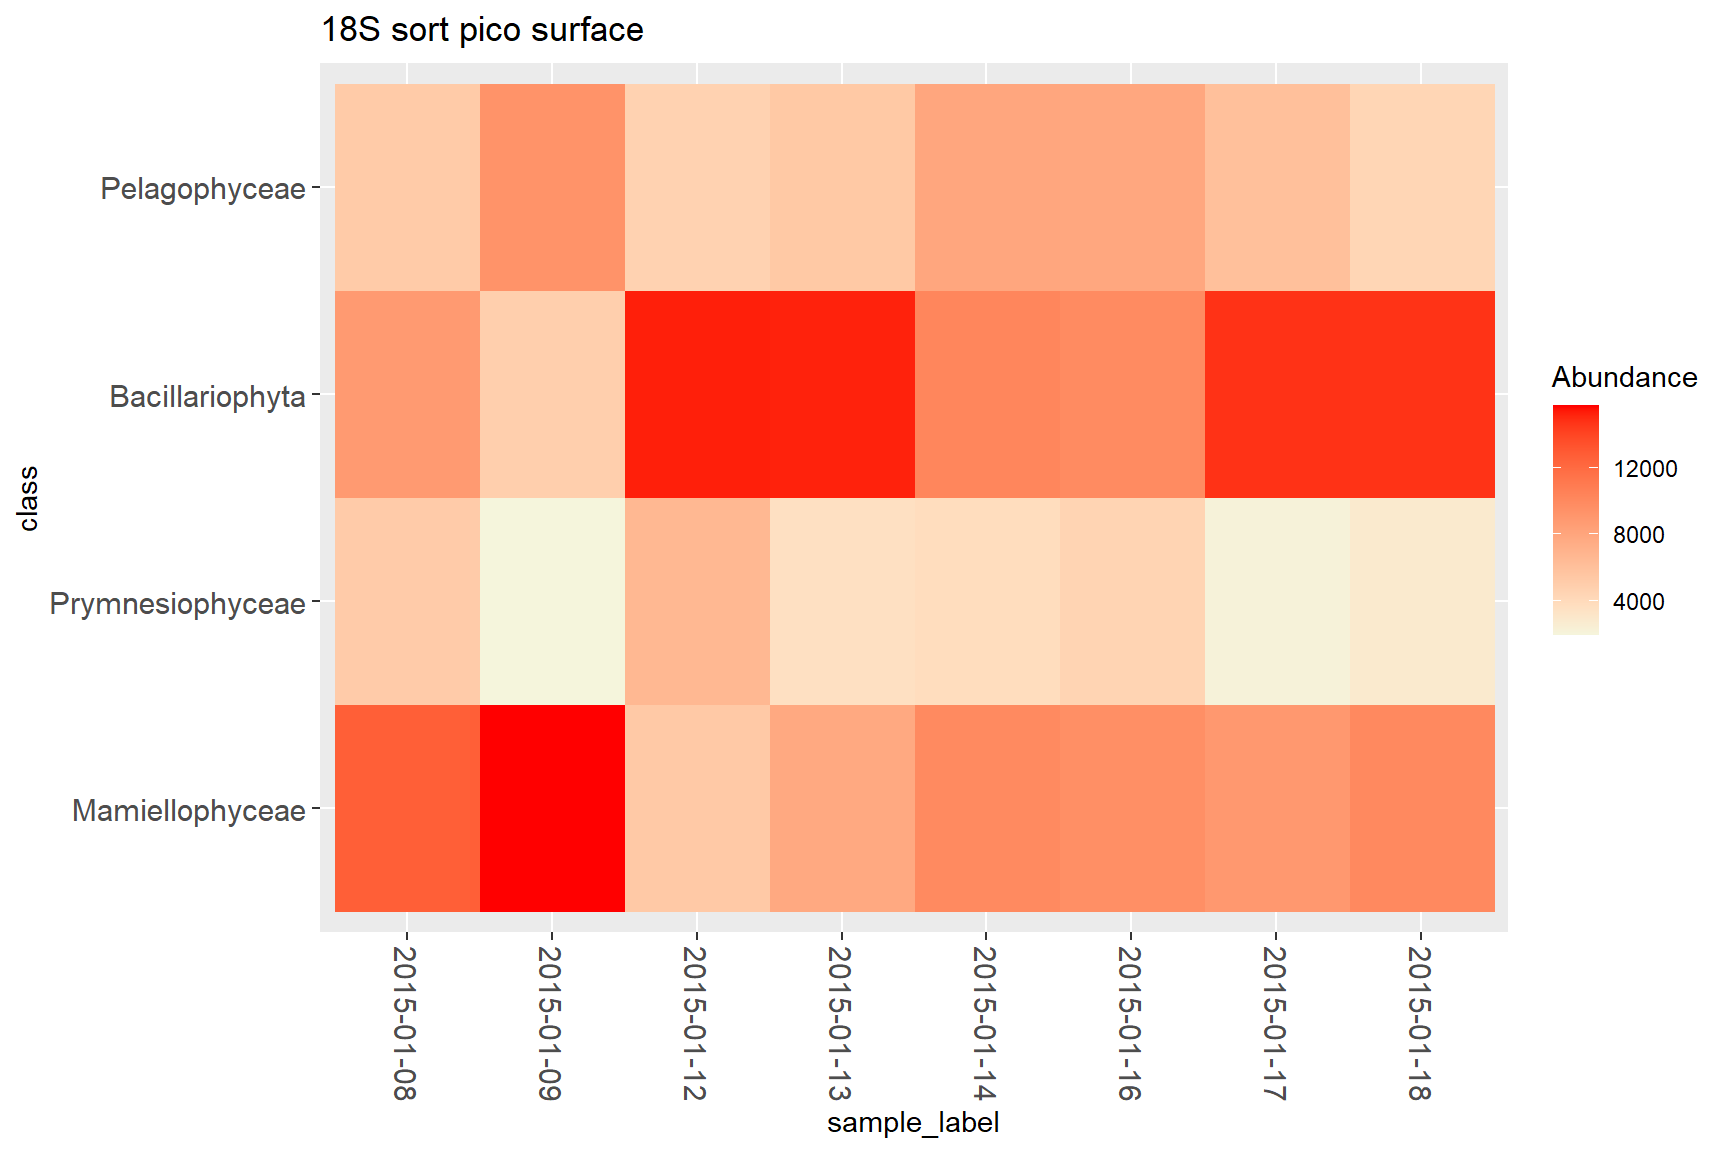 18S sort pico surface
class
Pelagophyceae
Bacillariophyta
Prymnesiophyceae
Mamiellophyceae
2015-01-08
2015-01-09
2015-01-12
2015-01-13
2015-01-14
2015-01-16
2015-01-17
2015-01-18
sample_label
Abundance
12000
8000
4000